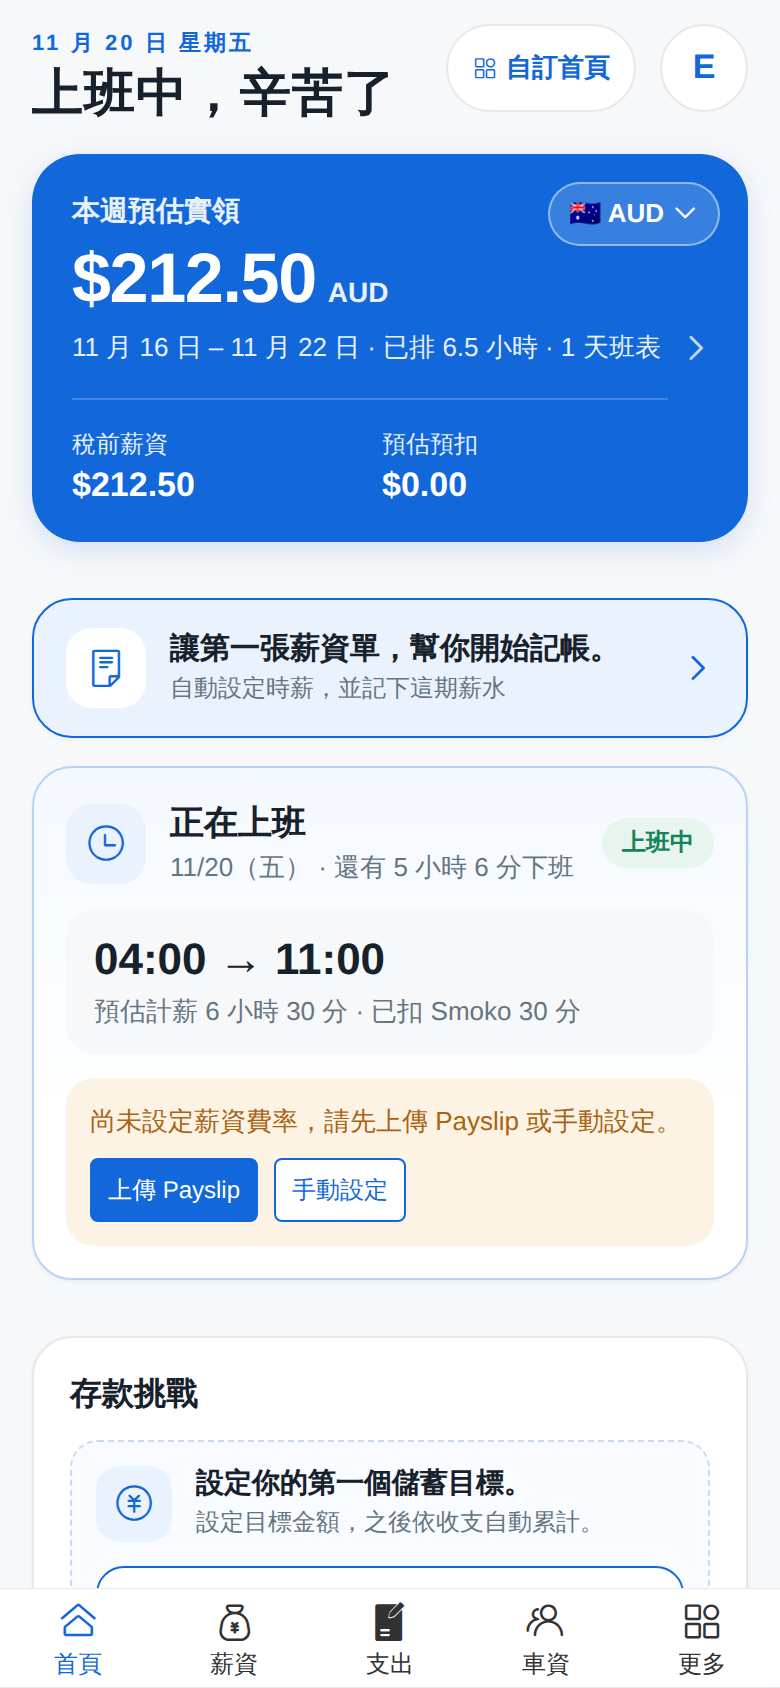 11 月 20 日 星期五
上班中，辛苦了
自訂首頁
E
本週預估實領
AUD
$212.50 AUD
11 月 16 日 – 11 月 22 日 · 已排 6.5 小時 · 1 天班表
稅前薪資
預估預扣
$212.50
$0.00
讓第一張薪資單，幫你開始記帳。
自動設定時薪，並記下這期薪水
正在上班
11/20（五） · 還有 5 小時 6 分下班
上班中
04:00 → 11:00
預估計薪 6 小時 30 分 · 已扣 Smoko 30 分
尚未設定薪資費率，請先上傳 Payslip 或手動設定。
上傳 Payslip
手動設定
存款挑戰
設定你的第一個儲蓄目標。
設定目標金額，之後依收支自動累計。
首頁
薪資
支出
車資
更多